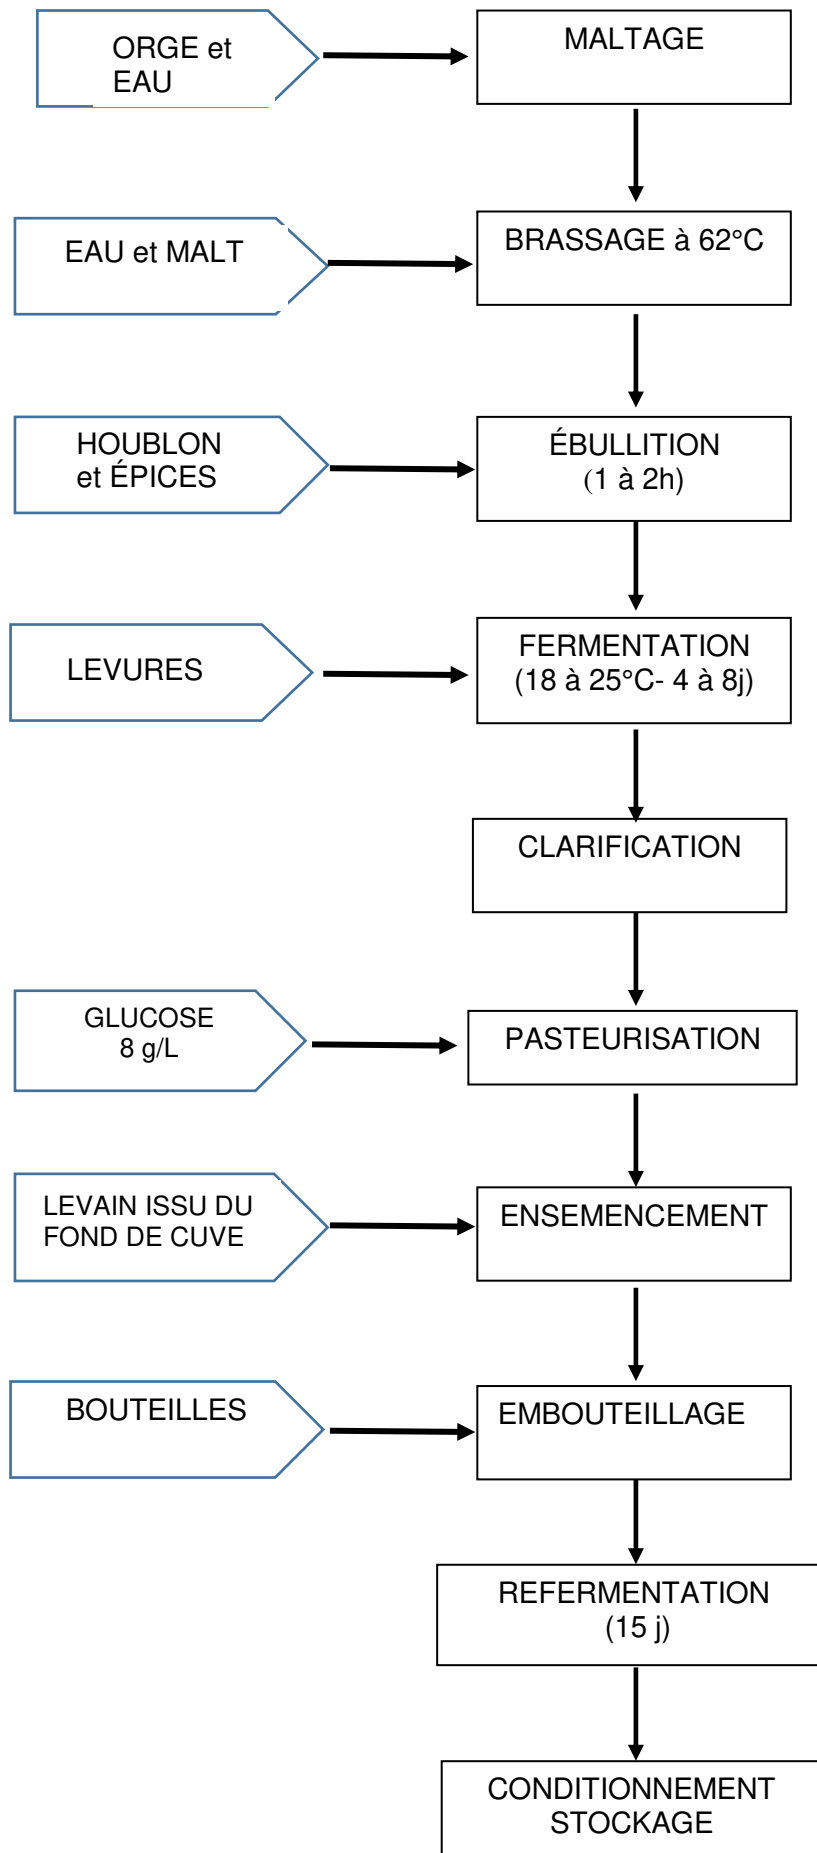 ORGE et
EAU
MALTAGE
EAU et MALT
BRASSAGE à 62°C
HOUBLON
et ÉPICES
ÉBULLITION
(1 à 2h)
LEVURES
FERMENTATION
(18 à 25°C- 4 à 8j)
CLARIFICATION
GLUCOSE
8 g/L
PASTEURISATION
LEVAIN ISSU DU
FOND DE CUVE
ENSEMENCEMENT
BOUTEILLES
EMBOUTEILLAGE
REFERMENTATION
(15 j)
CONDITIONNEMENT
STOCKAGE